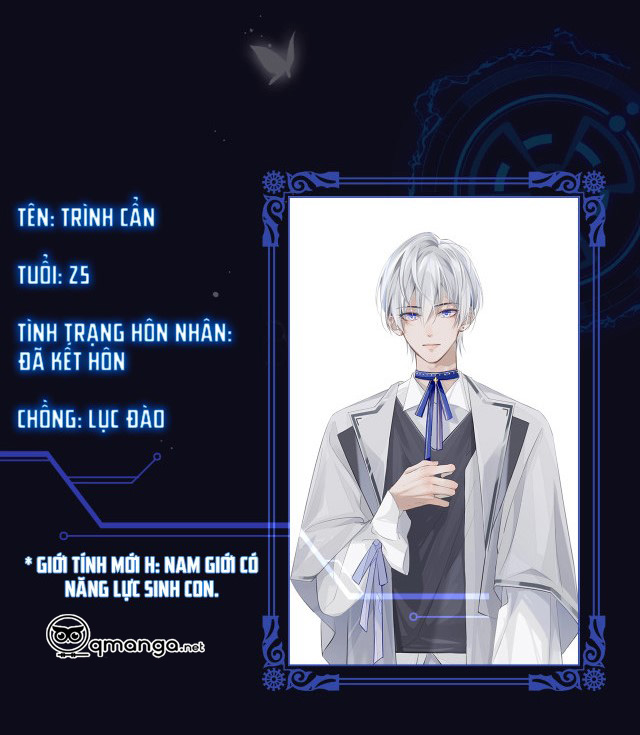 TÊN: TRÌNH CẨN
TUỔI: 25
TÌNH TRẠNG HÔN NHÂN:
ĐÃ KẾT HÔN
CHỒNG: LỤC ĐÀO
* GIỚI TÍNH MỚI H: NAM GIỚI CÓ
NĂNG LỰC SINH CON.
qmanga.net